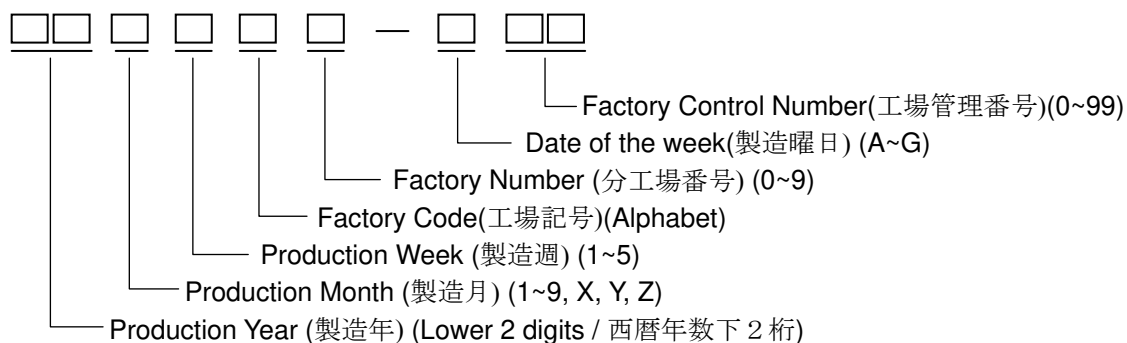 Factory Control Number(工場管理番号)(0~99)
Date of the week(製造曜日) (A~G)
Factory Number (分工場番号) (0~9)
Factory Code(工場記号)(Alphabet)
Production Week (製造週) (1~5)
Production Month (製造月) (1~9, X, Y, Z)
Production Year (製造年) (Lower 2 digits / 西暦年数下２桁)